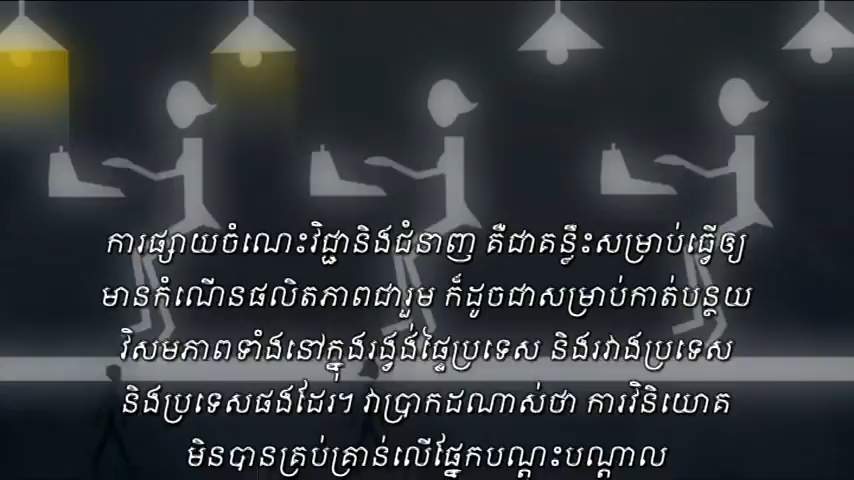 ការផ្សាយចំណេះវិជ្ជានិងជំនាញ គឺជាគន្លឹះសម្រាប់ធ្វើឲ្យ
មានកំណើនផលិតភាពជារួម ក៏ដូចជាសម្រាប់កាត់បន្ថយ
វិសមភាពទាំងនៅក្នុងរង្វង់ផ្ទៃប្រទេស និងរវាងប្រទេស
និងប្រទេសផងដែរ។ វាប្រាកដណាស់ថា ការវិនិយោគ
មិនបានគ្រប់គ្រាន់លើផ្នែកបណ្តុះបណ្តាល